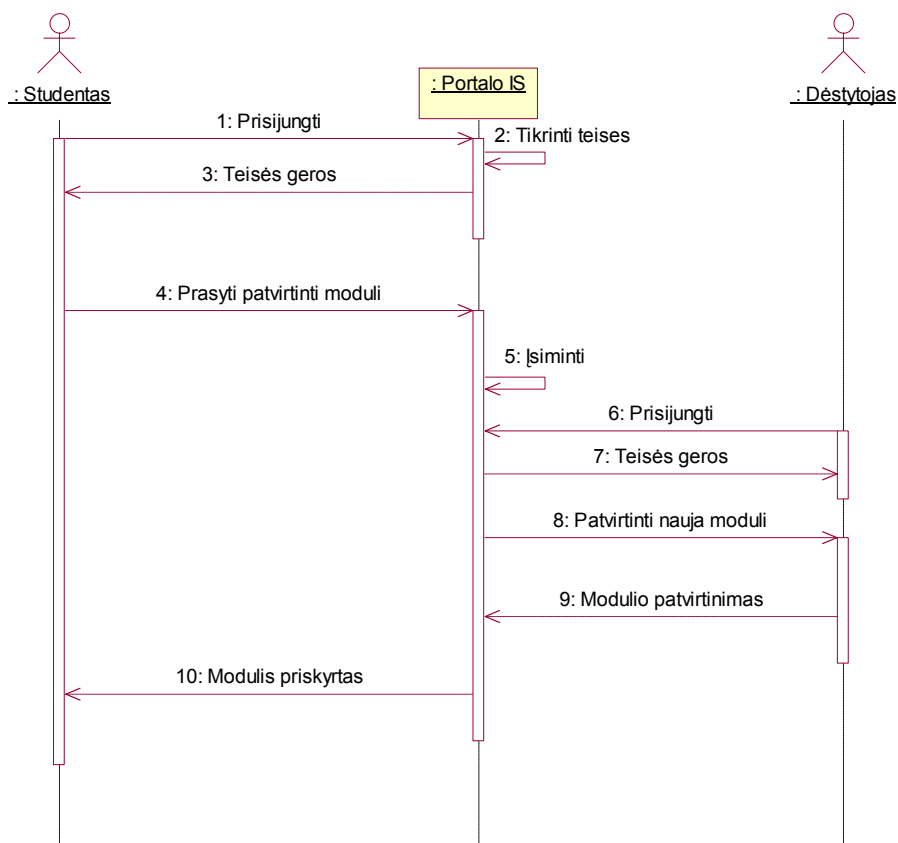 : Studentas
: Portalo IS
: Dėstytojas
1: Prisijungti
2: Tikrinti teises
3: Teisės geros
4: Prasyti patvirtinti moduli
5: Įsiminti
6: Prisijungti
7: Teisės geros
8: Patvirtinti nauja moduli
9: Modulio patvirtinimas
10: Modulis priskyrtas